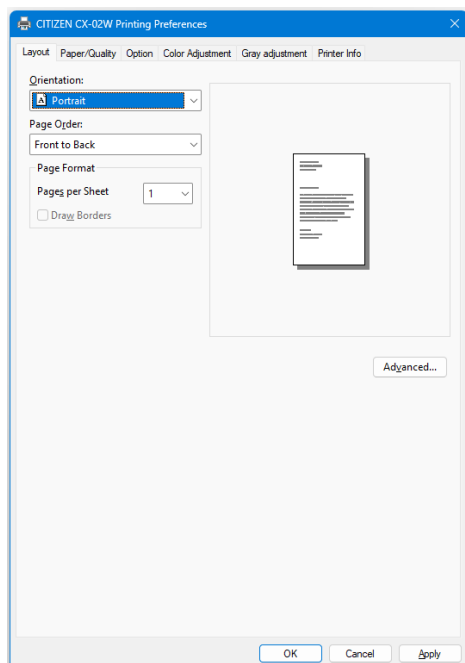 CITIZEN CX-02W Printing Preferences
Layout Paper/Quality Option Color Adjustment Gray adjustment Printer Info
Orientation:
A Portrait
Page Order:
Front to Back
Page Format
Pages per Sheet 1
Draw Borders
Advanced...
OK Cancel Apply